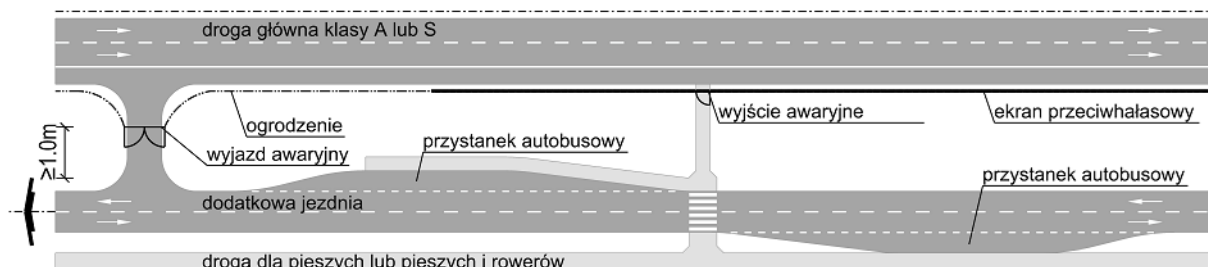 droga główna klasy A lub S
wyjście awaryjne
ekran przeciwhałasowy
ogrodzenie
≥1.0m
wyjazd awaryjny
przystanek autobusowy
przystanek autobusowy
dodatkowa jezdnia
droga dla pieszych lub pieszych i rowerów